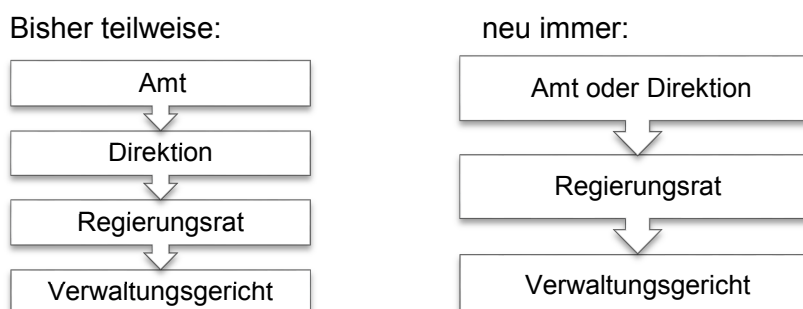 Bisher teilweise:
Amt
Direktion
Regierungsrat
Verwaltungsgericht
neu immer:
Amt oder Direktion
Regierungsrat
Verwaltungsgericht